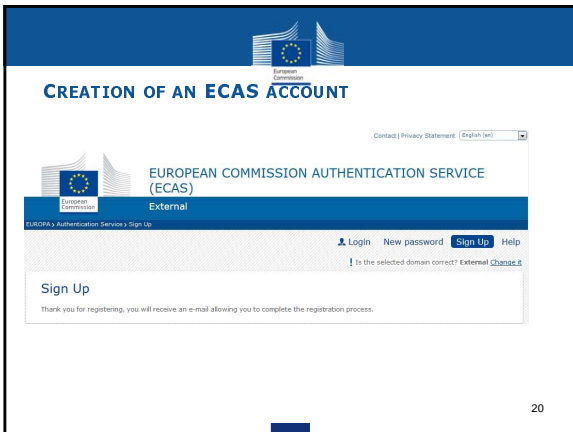 European
Commission
CREATION OF AN ECAS ACCOUNT
Contact | Privacy Statement English (en)
EUROPEAN COMMISSION AUTHENTICATION SERVICE
(ECAS)
European
Commission
External
EUROPA > Authentication Service > Sign Up
Login New password Sign Up Help
! Is the selected domain correct? External Change it
Sign Up
Thank you for registering, you will receive an e-mail allowing you to complete the registration process.
20